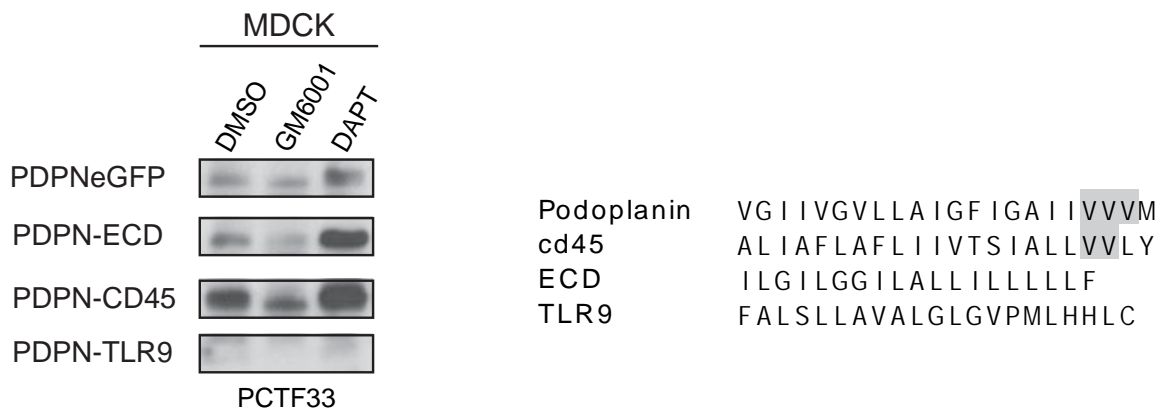 MDCK
DMSO GM6001 DAPT
PDPNeGFP
PDPN-ECD
PDPN-CD45
PDPN-TLR9
PCTF33
Podoplanin VGIIVGVLLAIGFIGAIIVVVM
cd45 ALIAFLAFLIIVTSIALLVVLY
ECD ILGILGGILALLILLLLLF
TLR9 FALSLLAVALGLGVPMLHHLC